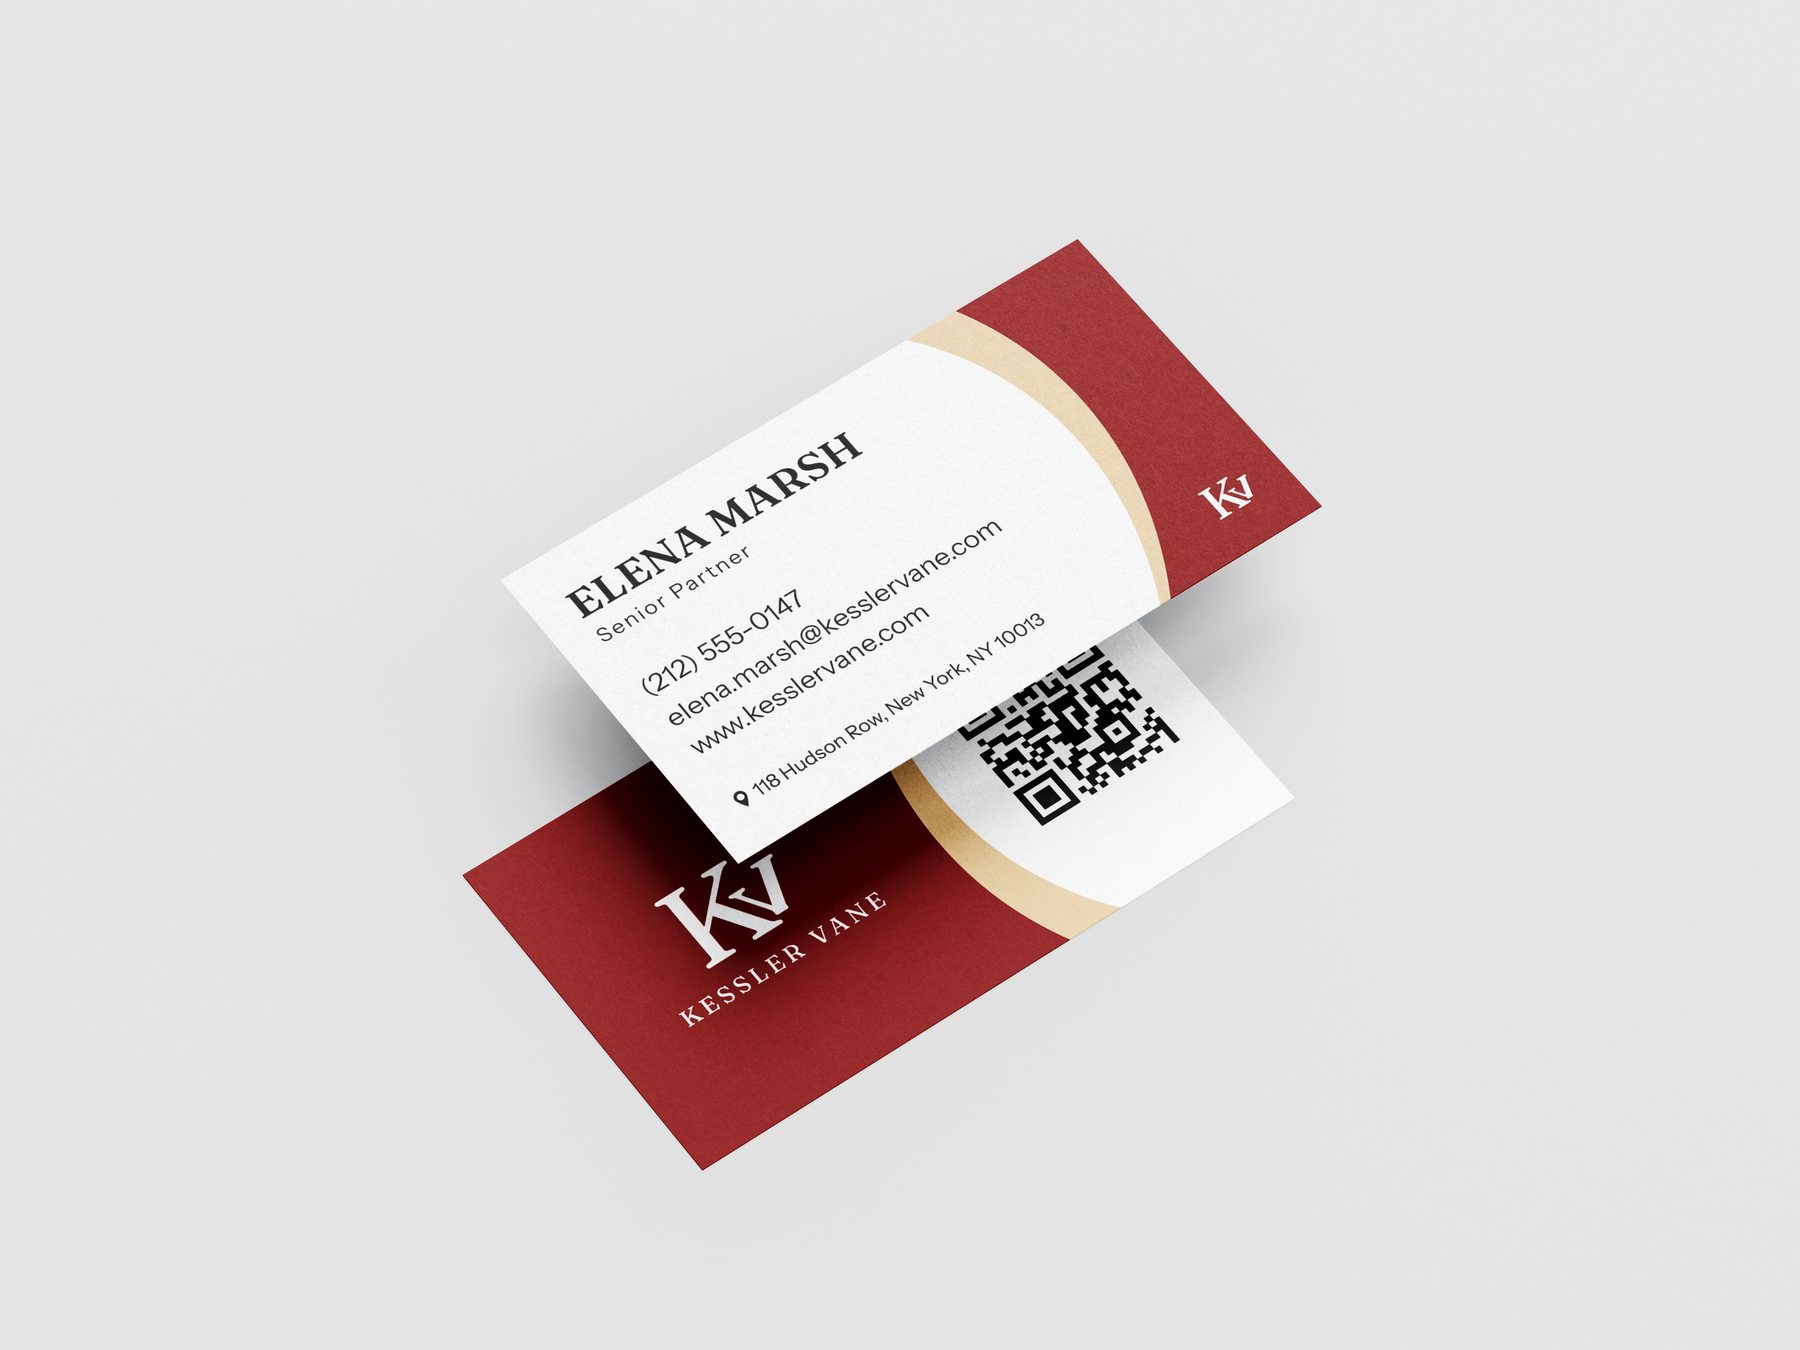 ELENA MARSH
Senior Partner
(212) 555-0147
elena.marsh@kesslervane.com
www.kesslervane.com
118 Hudson Row, New York, NY 10013
KV
KV
KESSLER VANE